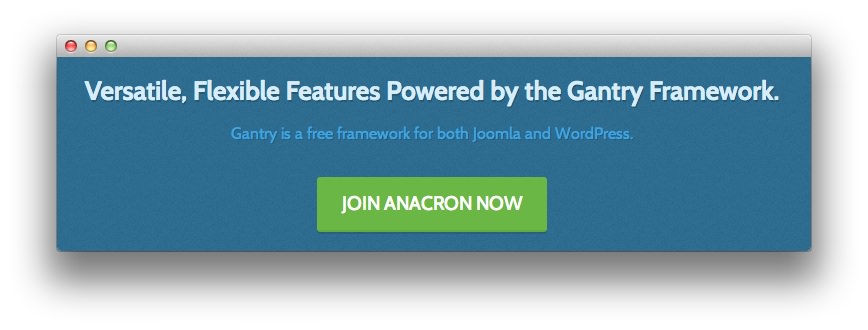 Versatile, Flexible Features Powered by the Gantry Framework.
Gantry is a free framework for both Joomla and WordPress.
JOIN ANACRON NOW